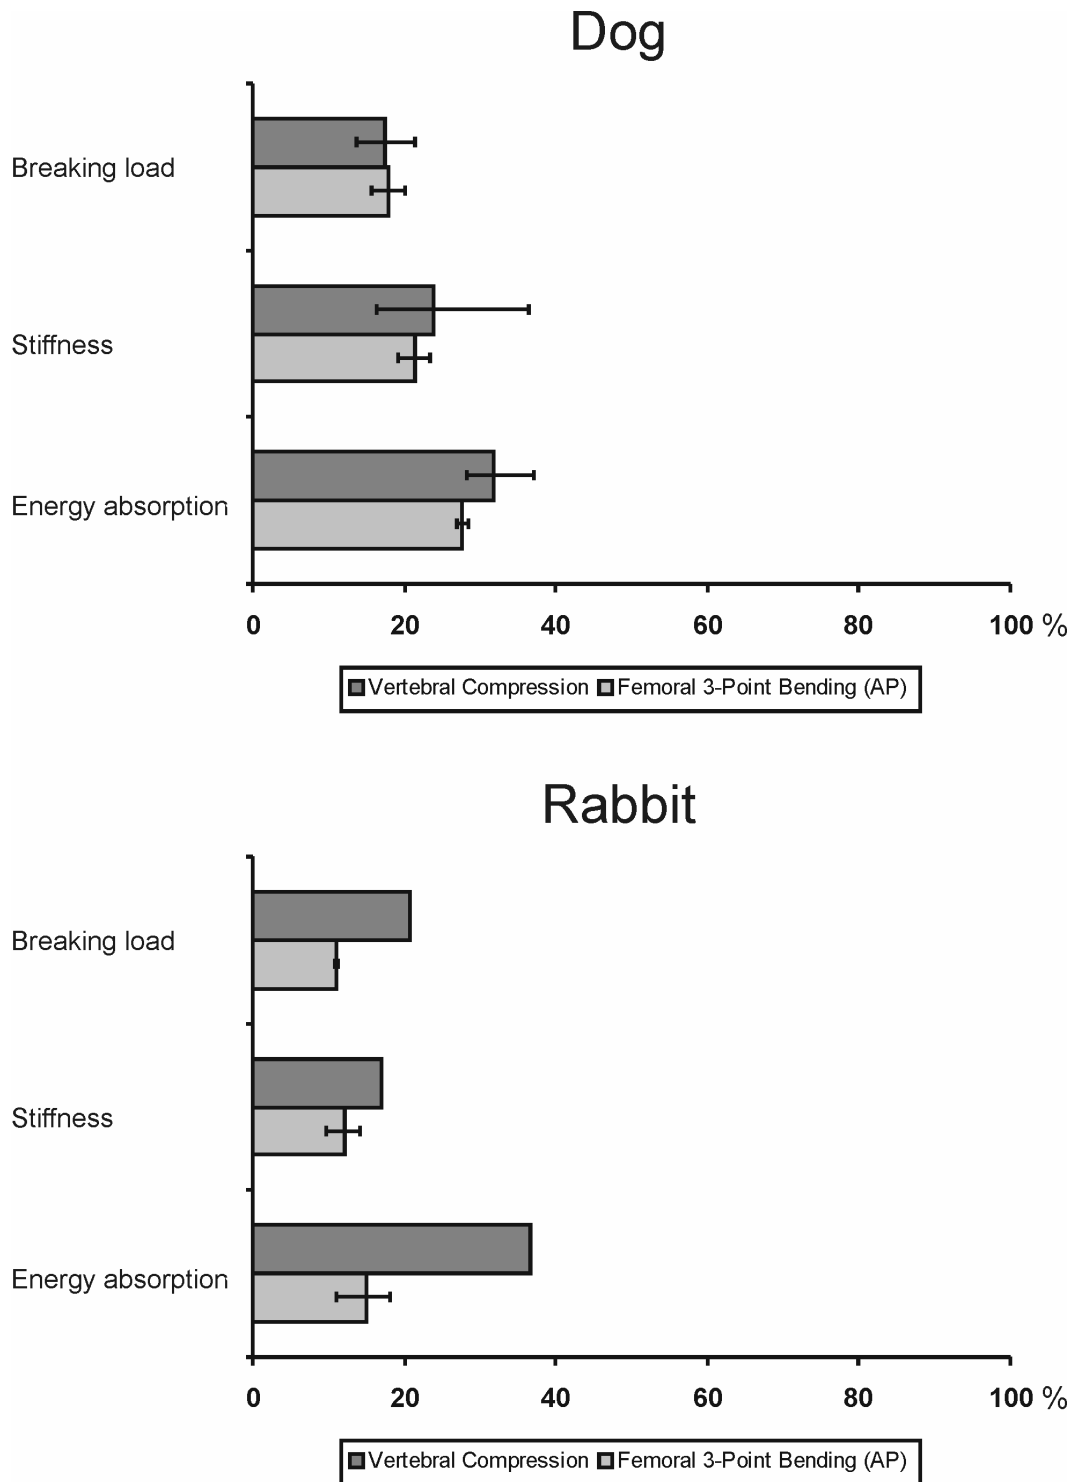 Dog
Breaking load
Stiffness
Energy absorption
0 20 40 60 80 100 %
Vertebral Compression Femoral 3-Point Bending (AP)
Rabbit
Breaking load
Stiffness
Energy absorption
0 20 40 60 80 100 %
Vertebral Compression Femoral 3-Point Bending (AP)